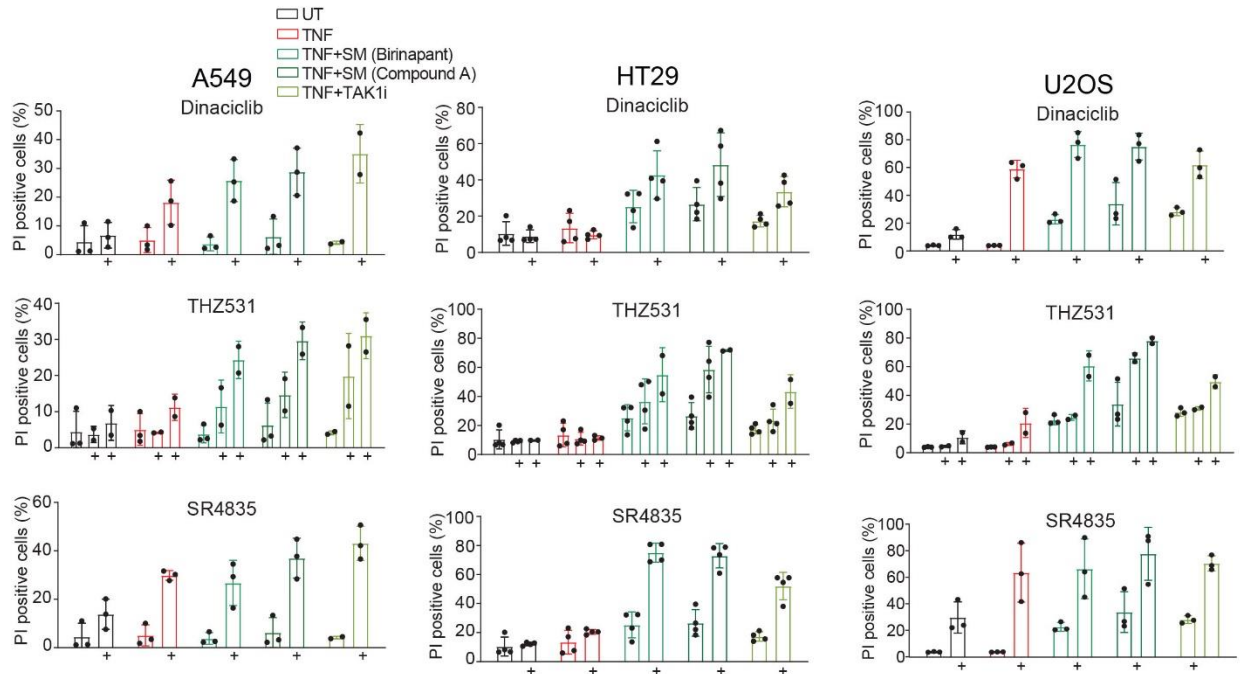 UT
TNF
TNF+SM (Birinapant)
TNF+SM (Compound A)
TNF+TAK1i
A549
Dinaciclib
PI positive cells (%)
50
40
30
20
10
0
+ + + + +
HT29
Dinaciclib
PI positive cells (%)
80
60
40
20
0
+ + + + +
U2OS
Dinaciclib
PI positive cells (%)
100
80
60
40
20
0
+ + + + +
THZ531
PI positive cells (%)
40
30
20
10
0
+ + + + + + + + + +
THZ531
PI positive cells (%)
100
80
60
40
20
0
+ + + + + + + + + +
THZ531
PI positive cells (%)
100
80
60
40
20
0
+ + + + + + + + + +
SR4835
PI positive cells (%)
60
40
20
0
+ + + + +
SR4835
PI positive cells (%)
100
80
60
40
20
0
+ + + + +
SR4835
PI positive cells (%)
100
80
60
40
20
0
+ + + + +